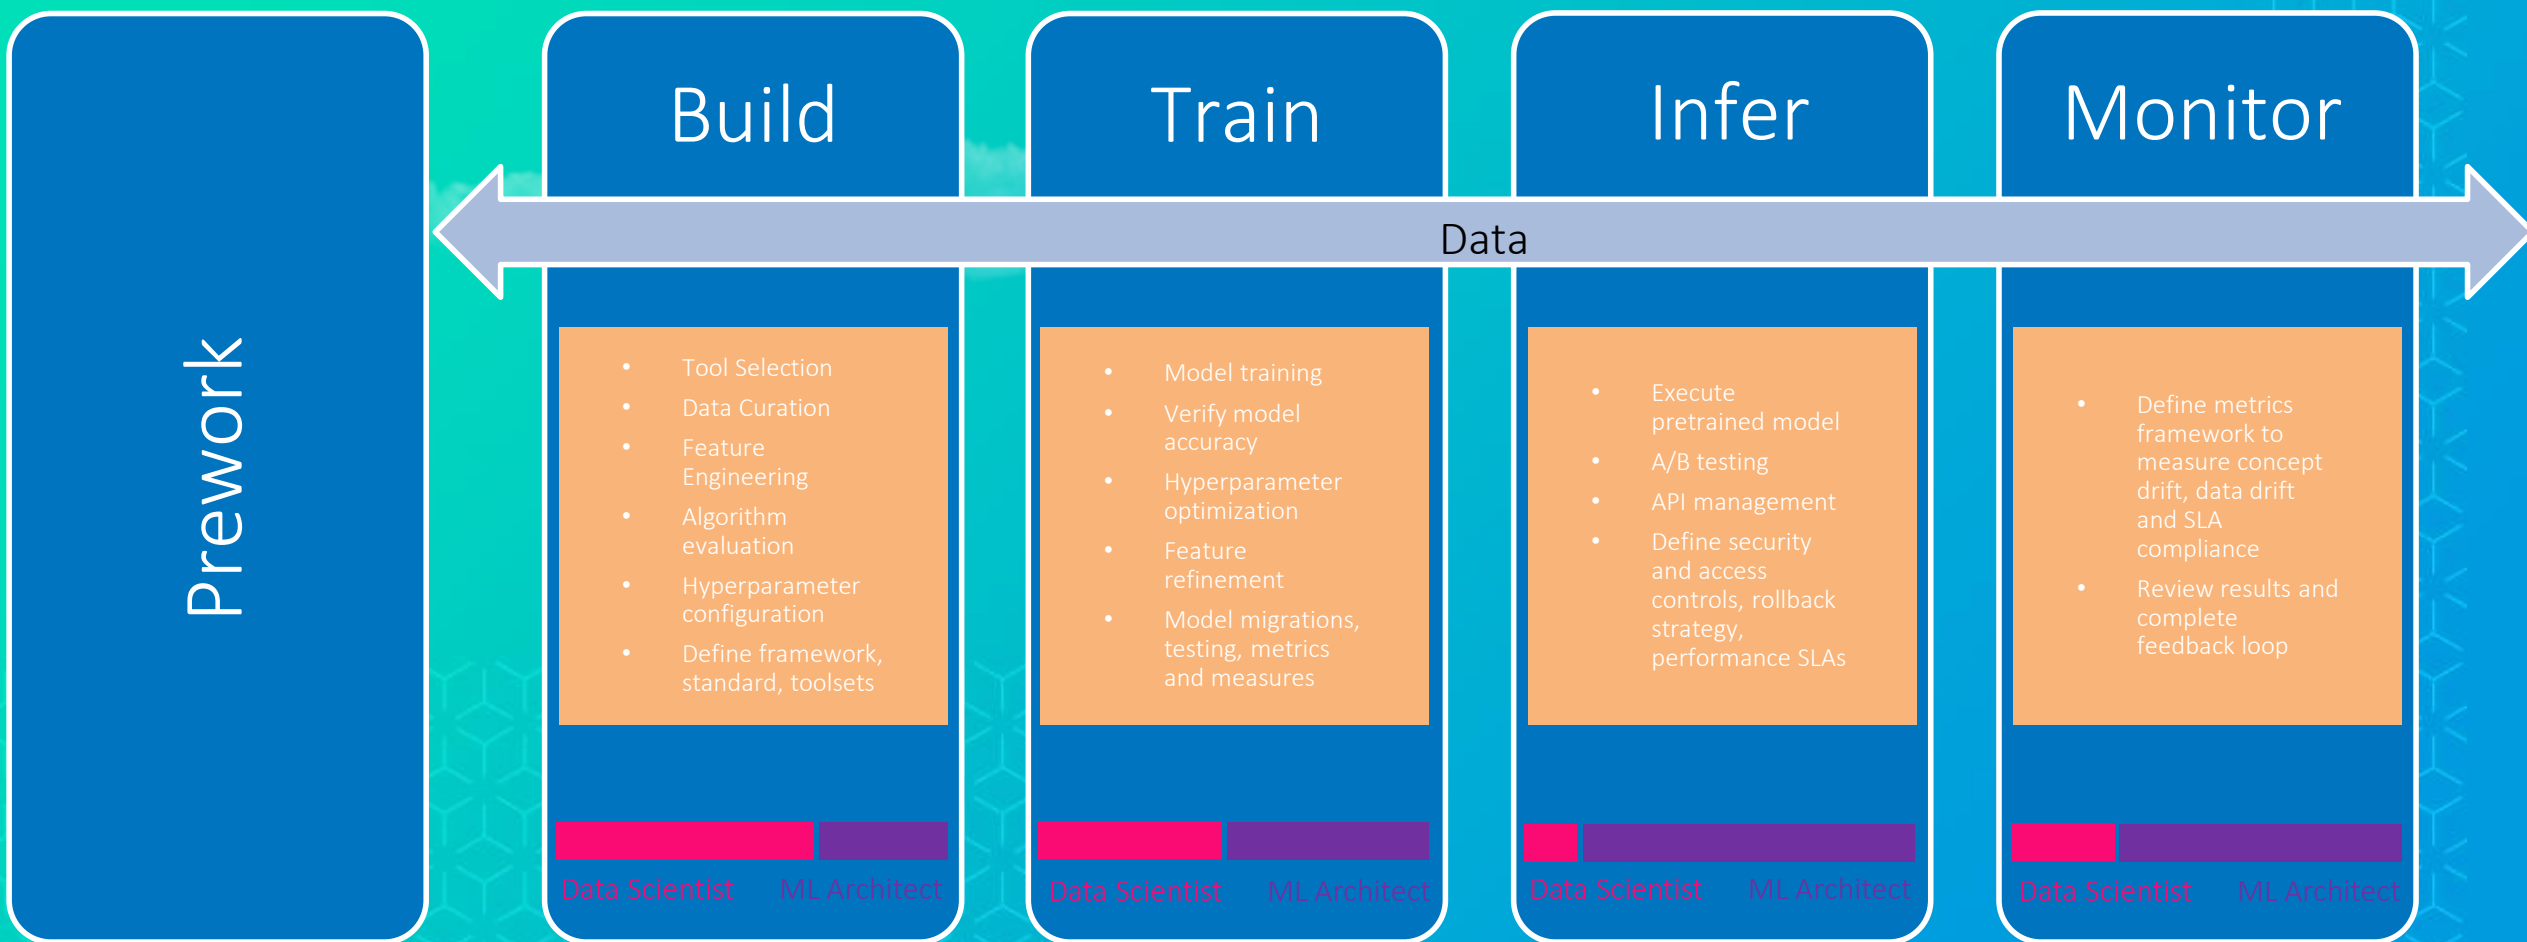 Prework
Build
Train
Infer
Monitor
Data
• Tool Selection
• Data Curation
• Feature
Engineering
• Algorithm
evaluation
• Hyperparameter
configuration
• Define framework,
standard, toolsets
• Model training
• Verify model
accuracy
• Hyperparameter
optimization
• Feature
refinement
• Model migrations,
testing, metrics
and measures
• Execute
pretrained model
• A/B testing
• API management
• Define security
and access
controls, rollback
strategy,
performance SLAs
• Define metrics
framework to
measure concept
drift, data drift
and SLA
compliance
• Review results and
complete
feedback loop
Data Scientist
ML Architect
Data Scientist
ML Architect
Data Scientist
ML Architect
Data Scientist
ML Architect